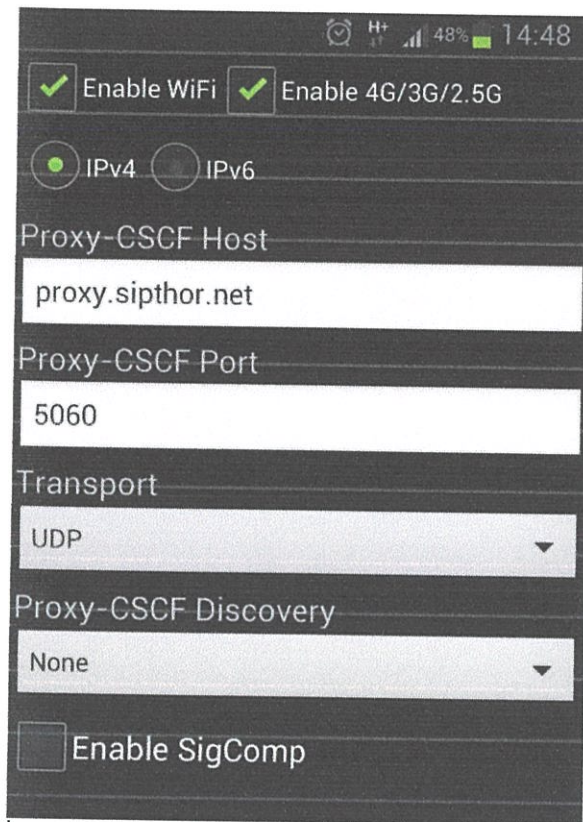 H+ 48% 14:48
Enable WiFi Enable 4G/3G/2.5G
IPv4 IPv6
Proxy-CSCF Host
proxy.sipthor.net
Proxy-CSCF Port
5060
Transport
UDP
Proxy-CSCF Discovery
None
Enable SigComp